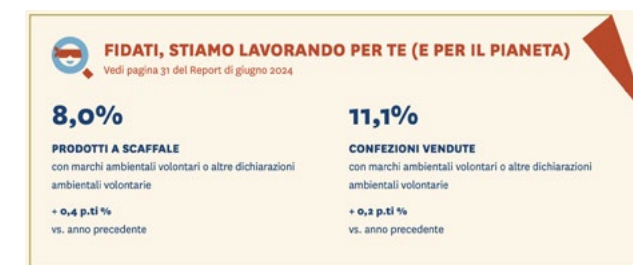 FIDATI, STIAMO LAVORANDO PER TE (E PER IL PIANETA)
Vedi pagina 31 del Report di giugno 2024
8,0%
PRODOTTI A SCAFFALE
con marchi ambientali volontari o altre dichiarazioni
ambientali volontarie
+ 0,4 p.ti %
vs. anno precedente
11,1%
CONFEZIONI VENDUTE
con marchi ambientali volontari o altre dichiarazioni
ambientali volontarie
+ 0,2 p.ti %
vs. anno precedente